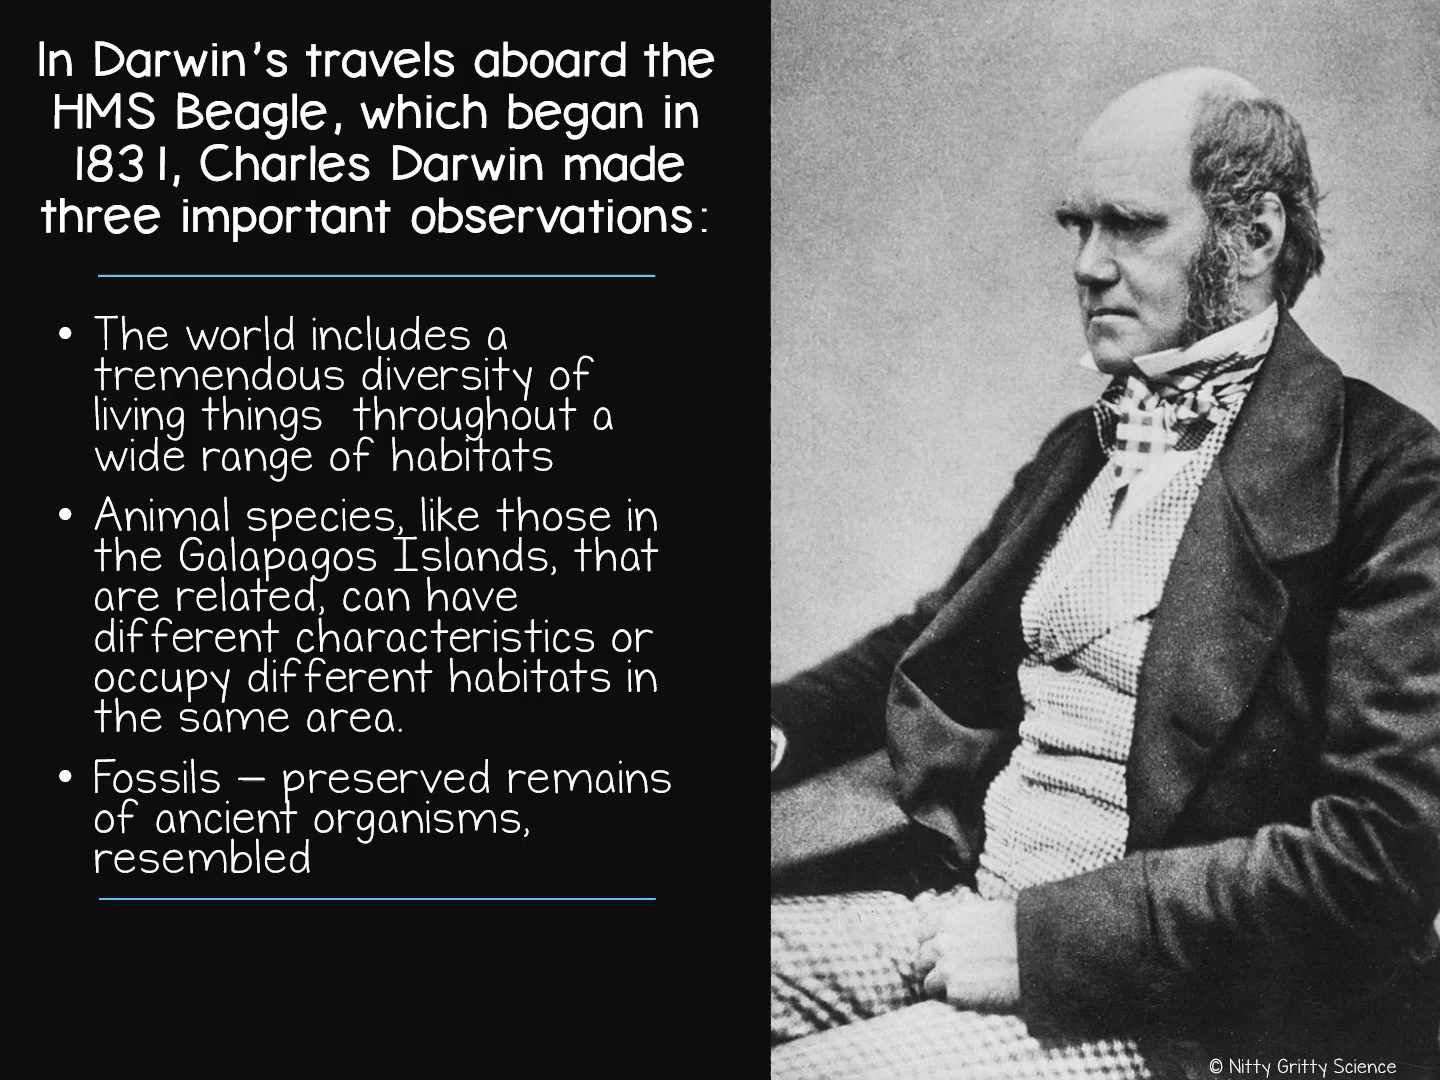 In Darwin's travels aboard the
HMS Beagle, which began in
1831, Charles Darwin made
three important observations:
• The world includes a
tremendous diversity of
living things throughout a
wide range of habitats
• Animal species, like those in
the Galapagos Islands, that
are related, can have
different characteristics or
occupy different habitats in
the same area.
• Fossils – preserved remains
of ancient organisms,
resembled
© Nitty Gritty Science